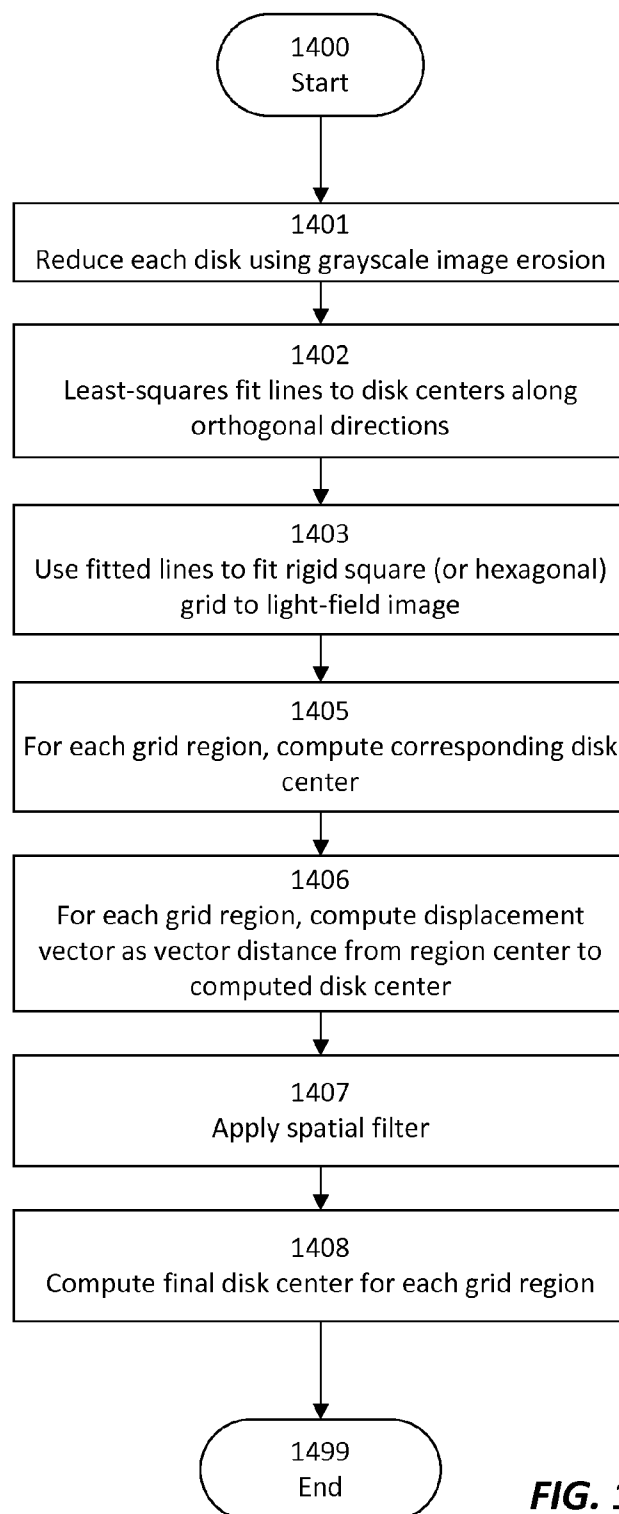 1400
Start
1401
Reduce each disk using grayscale image erosion
1402
Least-squares fit lines to disk centers along
orthogonal directions
1403
Use fitted lines to fit rigid square (or hexagonal)
grid to light-field image
1405
For each grid region, compute corresponding disk
center
1406
For each grid region, compute displacement
vector as vector distance from region center to
computed disk center
1407
Apply spatial filter
1408
Compute final disk center for each grid region
1499
End
FIG.